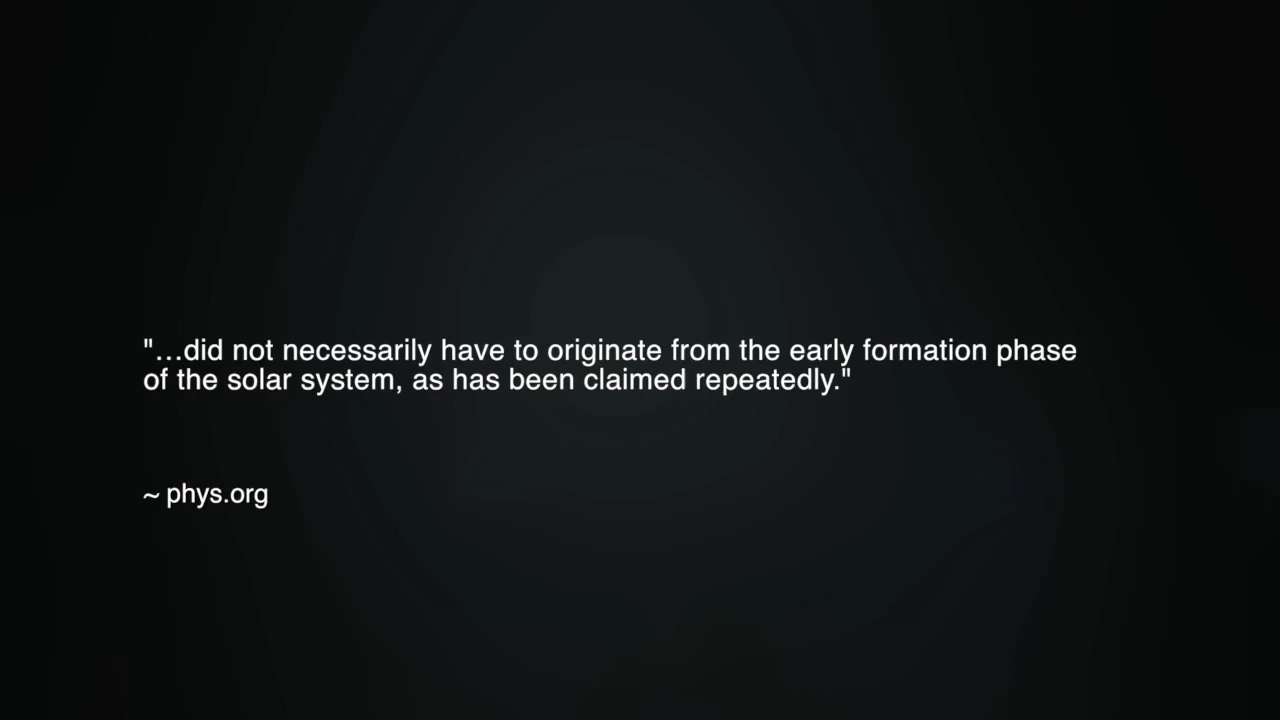 "…did not necessarily have to originate from the early formation phase
of the solar system, as has been claimed repeatedly."
~ phys.org